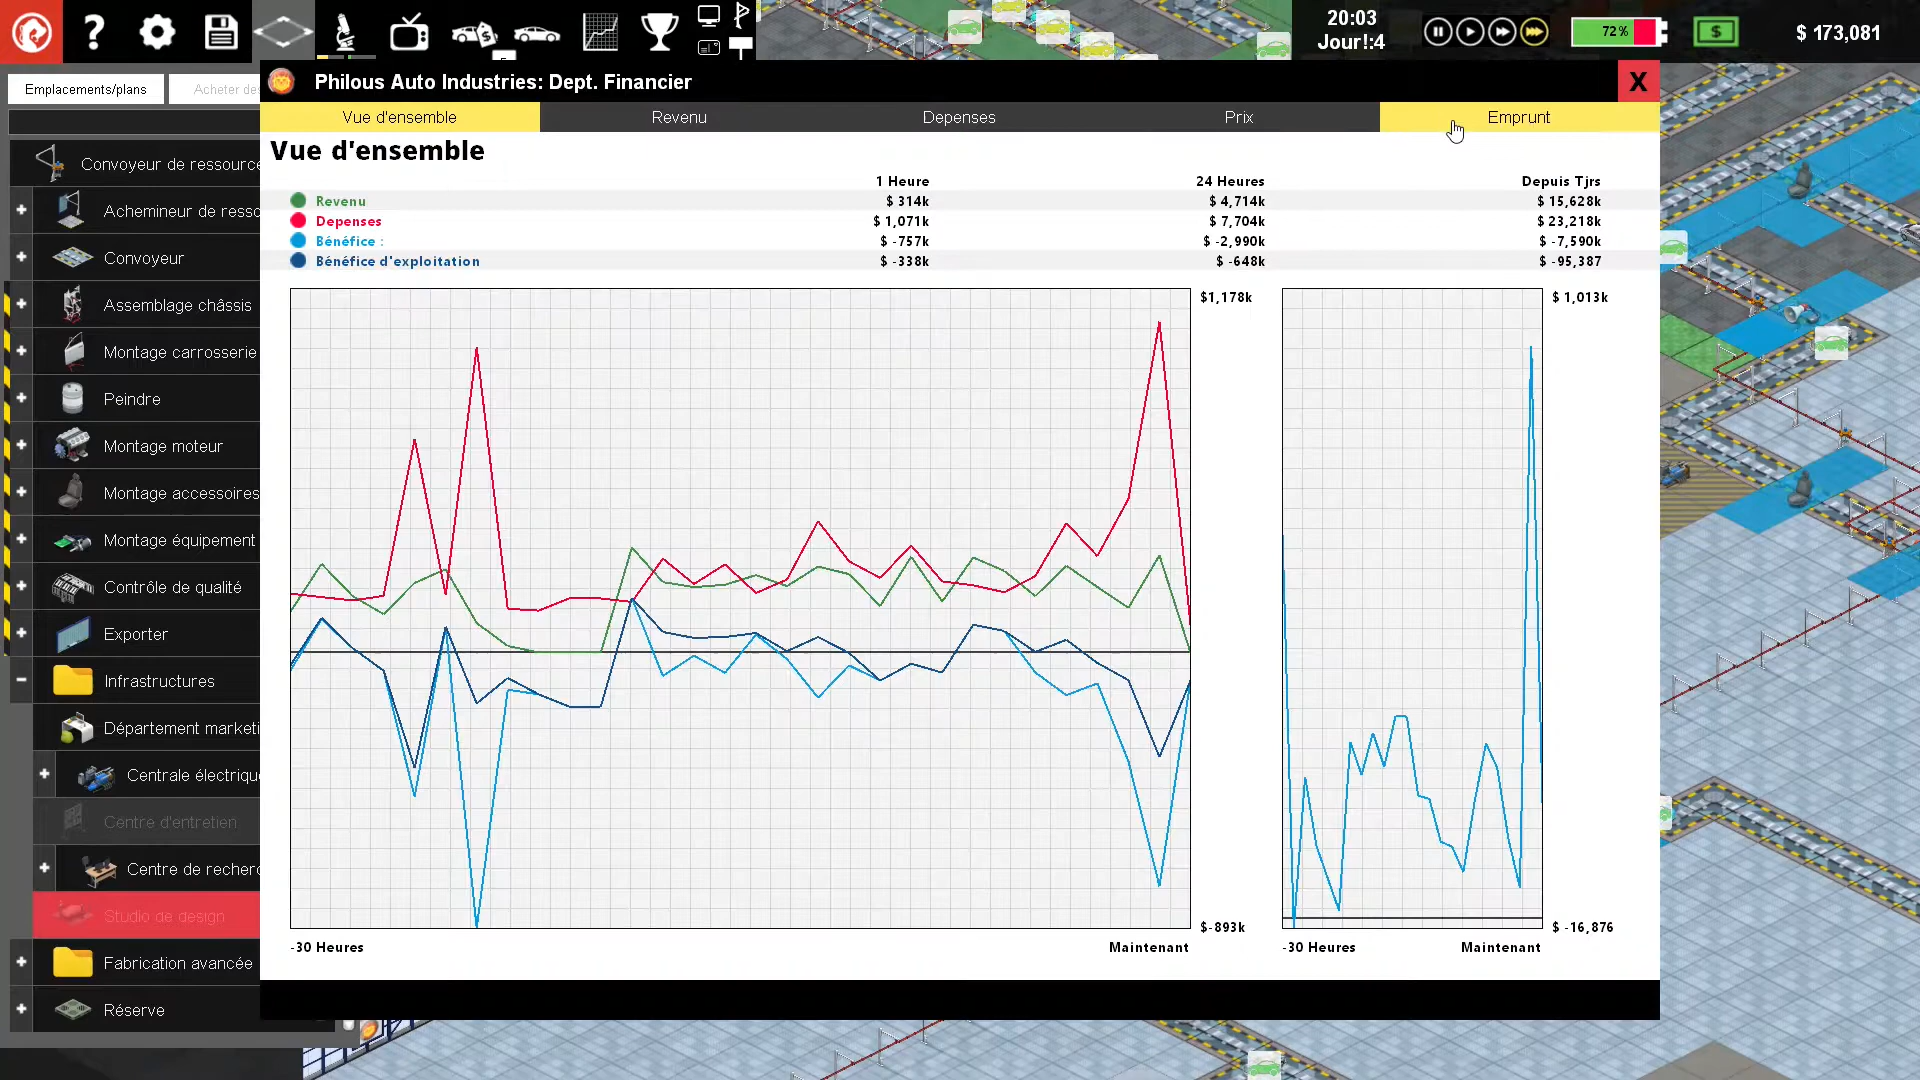 20:03
Jour!:4
72%
$ 173,081
Emplacements/plans
Acheter des
Philous Auto Industries: Dept. Financier
X
Vue d'ensemble
Revenu
Depenses
Prix
Emprunt
Vue d'ensemble
1 Heure
24 Heures
Depuis Tjrs
Revenu
$ 314k
$ 4,714k
$ 15,628k
Depenses
$ 1,071k
$ 7,704k
$ 23,218k
Bénéfice :
$ -757k
$ -2,990k
$ -7,590k
Bénéfice d'exploitation
$ -338k
$ -648k
$ -95,387
$1,178k
$ 1,013k
$-893k
$ -16,876
-30 Heures
Maintenant
-30 Heures
Maintenant
Convoyeur de ressource
Achemineur de resso
Convoyeur
Assemblage châssis
Montage carrosserie
Peindre
Montage moteur
Montage accessoires
Montage équipement
Contrôle de qualité
Exporter
Infrastructures
Département marketi
Centrale électrique
Centre d'entretien
Centre de recherc
Studio de design
Fabrication avancée
Réserve